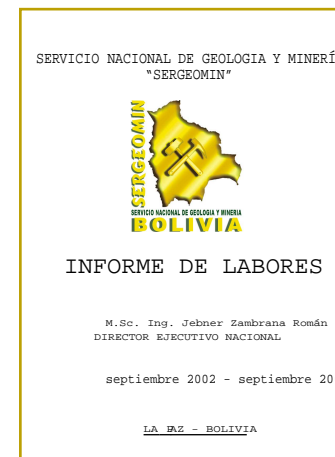 SERVICIO NACIONAL DE GEOLOGIA Y MINERÍ
“SERGEOMIN”
SERGEOMIN
SERVICIO NACIONAL DE GEOLOGIA Y MINERIA
BOLIVIA
INFORME DE LABORES
M.Sc. Ing. Jebner Zambrana Román
DIRECTOR EJECUTIVO NACIONAL
septiembre 2002 - septiembre 20
LA PAZ - BOLIVIA